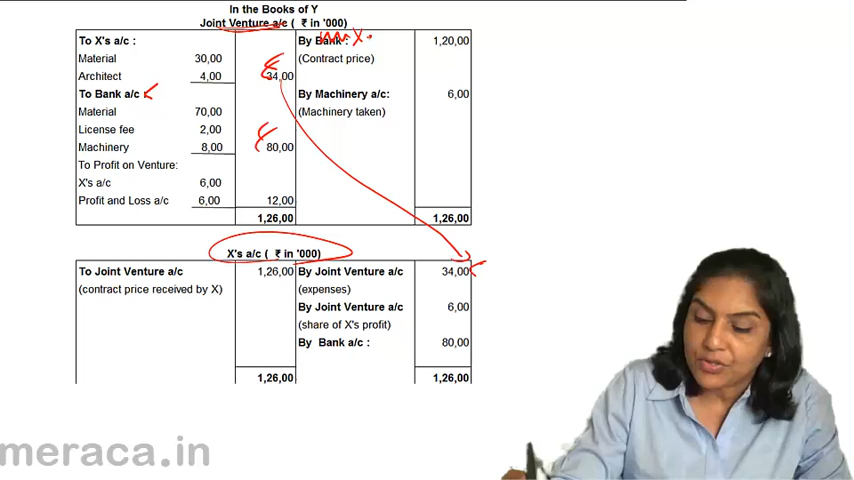 In the Books of Y
Joint Venture a/c ( ₹ in '000)
To X's a/c : By Bank : X. 1,20,00
Material 30,00 (Contract price)
Architect 4,00 34,00
To Bank a/c By Machinery a/c: 6,00
Material 70,00 (Machinery taken)
License fee 2,00
Machinery 8,00 80,00
To Profit on Venture:
X's a/c 6,00
Profit and Loss a/c 6,00 12,00
1,26,00 1,26,00
X's a/c ( ₹ in '000)
To Joint Venture a/c 1,26,00 By Joint Venture a/c 34,00
(contract price received by X) (expenses)
By Joint Venture a/c 6,00
(share of X's profit)
By Bank a/c : 80,00
1,26,00 1,26,00
meraca.in